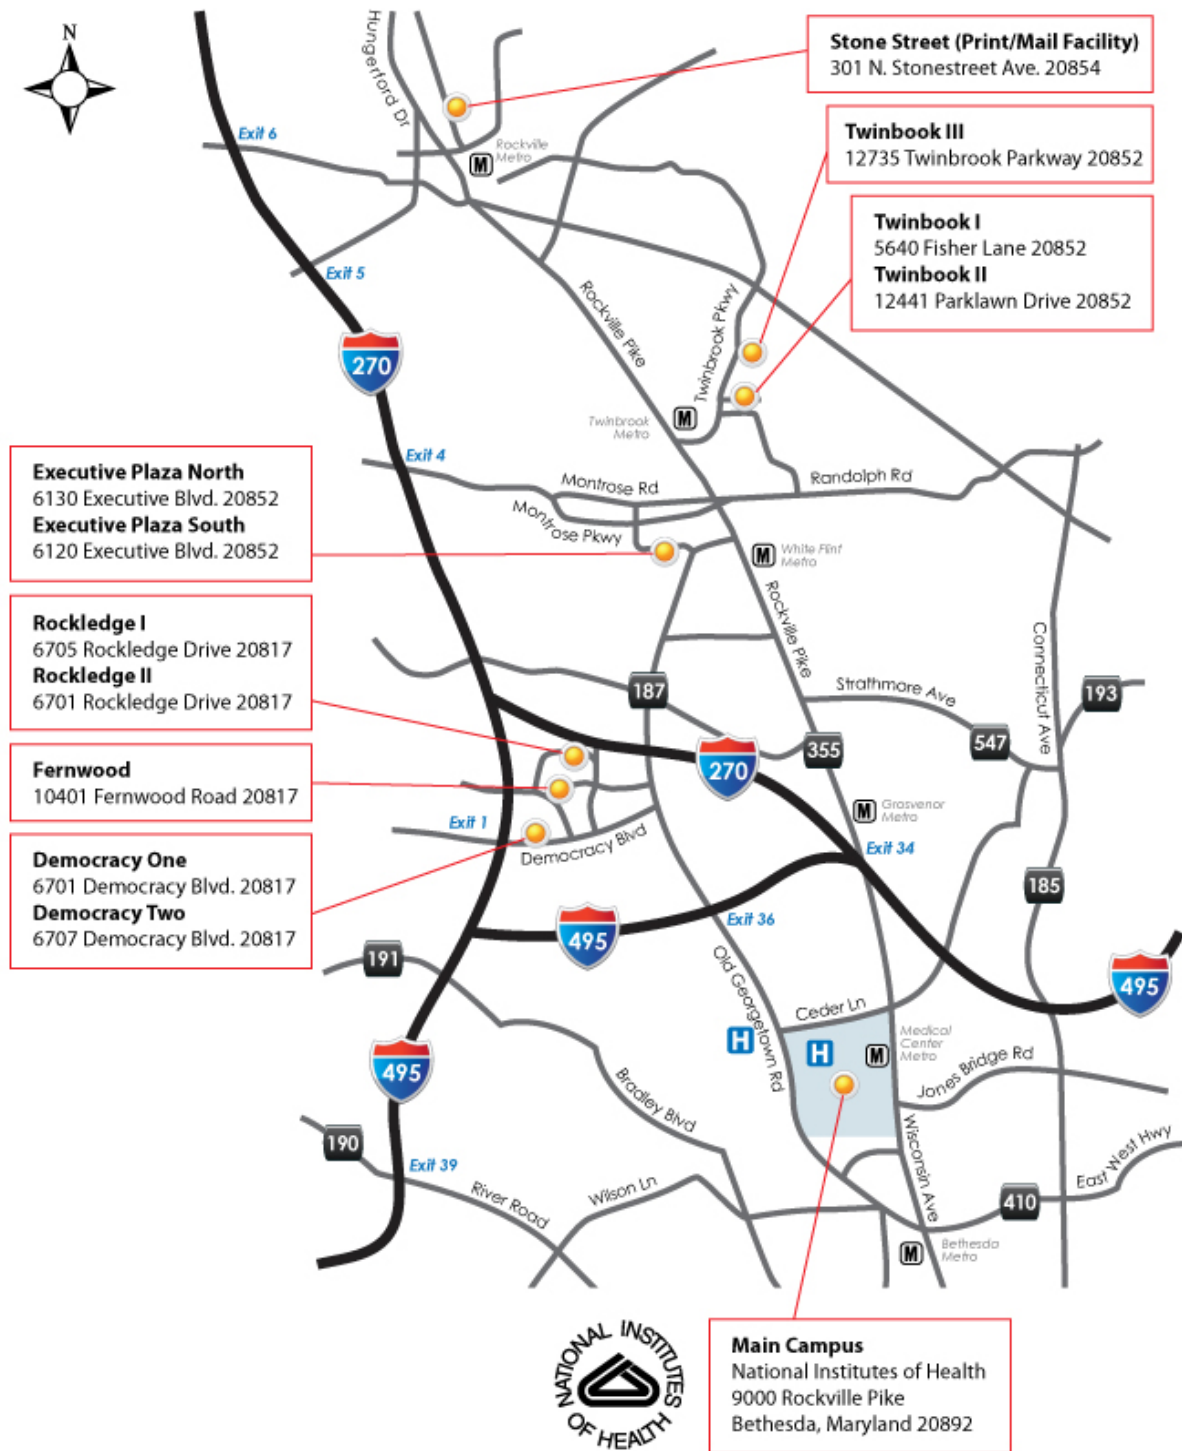 N
Hungerford Dr
Stone Street (Print/Mail Facility)
301 N. Stonestreet Ave. 20854
Exit 6
Rockville
Metro
M
Twinbook III
12735 Twinbrook Parkway 20852
Twinbook I
5640 Fisher Lane 20852
Twinbook II
12441 Parklawn Drive 20852
Exit 5
Rockville Pike
Twinbrook Pkwy
270
Twinbrook
Metro
M
Executive Plaza North
6130 Executive Blvd. 20852
Executive Plaza South
6120 Executive Blvd. 20852
Exit 4
Montrose Rd
Randolph Rd
Montrose Pkwy
M
White Flint
Metro
Rockville Pike
Rockledge I
6705 Rockledge Drive 20817
Rockledge II
6701 Rockledge Drive 20817
Connecticut Ave
187
Strathmore Ave
193
355
547
270
Fernwood
10401 Fernwood Road 20817
M
Grosvenor
Metro
Exit 1
Democracy Blvd
Exit 34
Democracy One
6701 Democracy Blvd. 20817
Democracy Two
6707 Democracy Blvd. 20817
185
Exit 36
495
191
Old Georgetown Rd
495
Ceder Ln
H
H
M
Medical
Center
Metro
495
Jones Bridge Rd
Bradley Blvd
190
Wisconsin Ave
East West Hwy
Exit 39
River Road
Wilson Ln
410
M
Bethesda
Metro
NATIONAL INSTITUTES
OF HEALTH
Main Campus
National Institutes of Health
9000 Rockville Pike
Bethesda, Maryland 20892